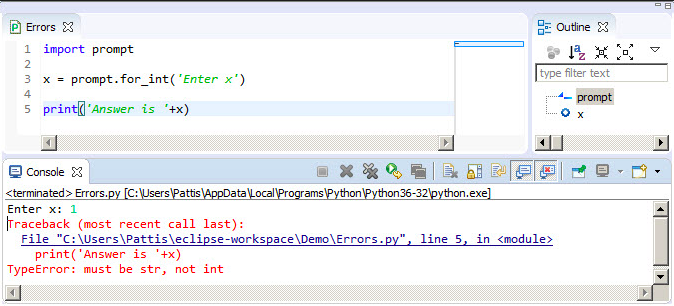 Errors
1 import prompt
2
3 x = prompt.for_int('Enter x')
4
5 print('Answer is '+x)
Outline
type filter text
prompt
x
Console
<terminated> Errors.py [C:\Users\Pattis\AppData\Local\Programs\Python\Python36-32\python.exe]
Enter x: 1
Traceback (most recent call last):
  File "C:\Users\Pattis\eclipse-workspace\Demo\Errors.py", line 5, in <module>
    print('Answer is '+x)
TypeError: must be str, not int